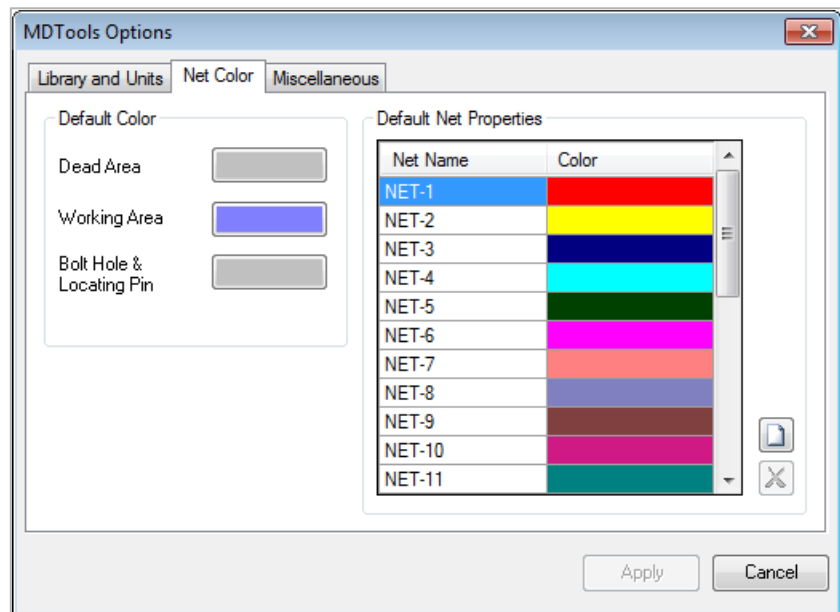 MDTools Options
Library and Units
Net Color
Miscellaneous
Default Color
Dead Area
Working Area
Bolt Hole &
Locating Pin
Default Net Properties
Net Name Color
NET-1
NET-2
NET-3
NET-4
NET-5
NET-6
NET-7
NET-8
NET-9
NET-10
NET-11
Apply
Cancel